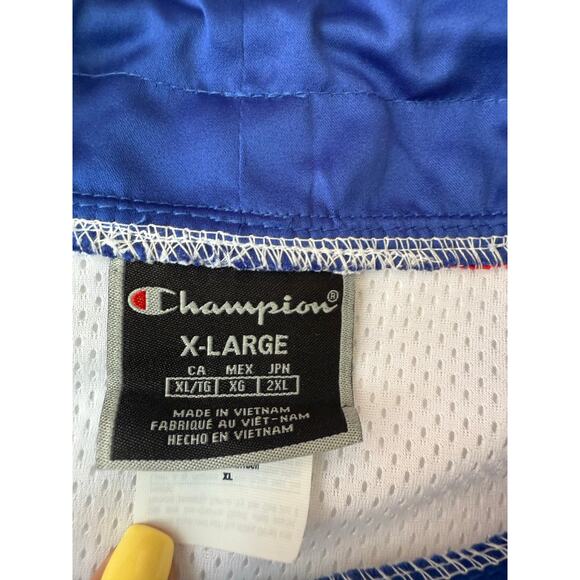 Champion®
X-LARGE
CA MEX JPN
XL/TG XG 2XL
MADE IN VIETNAM
FABRIQUÉ AU VIÊT-NAM
HECHO EN VIETNAM
XL